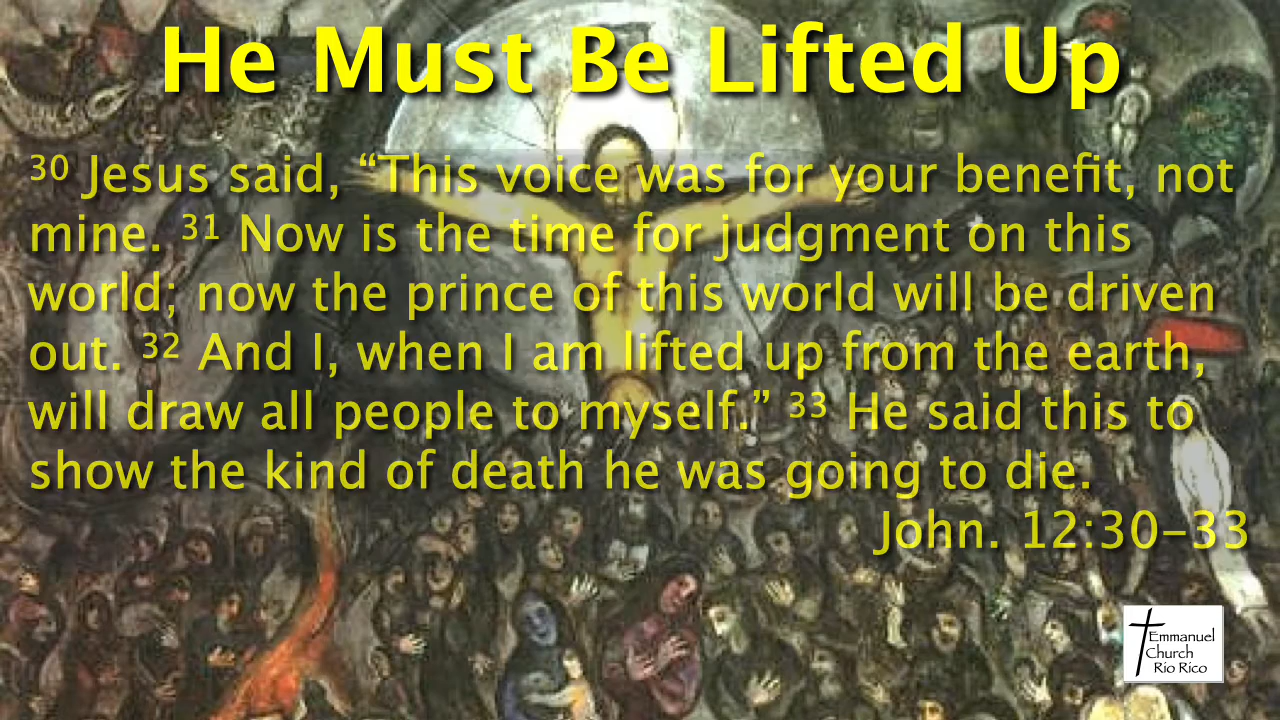 He Must Be Lifted Up
30 Jesus said, “This voice was for your benefit, not
mine. 31 Now is the time for judgment on this
world; now the prince of this world will be driven
out. 32 And I, when I am lifted up from the earth,
will draw all people to myself.” 33 He said this to
show the kind of death he was going to die.
John. 12:30–33
Emmanuel
Church
Rio Rico